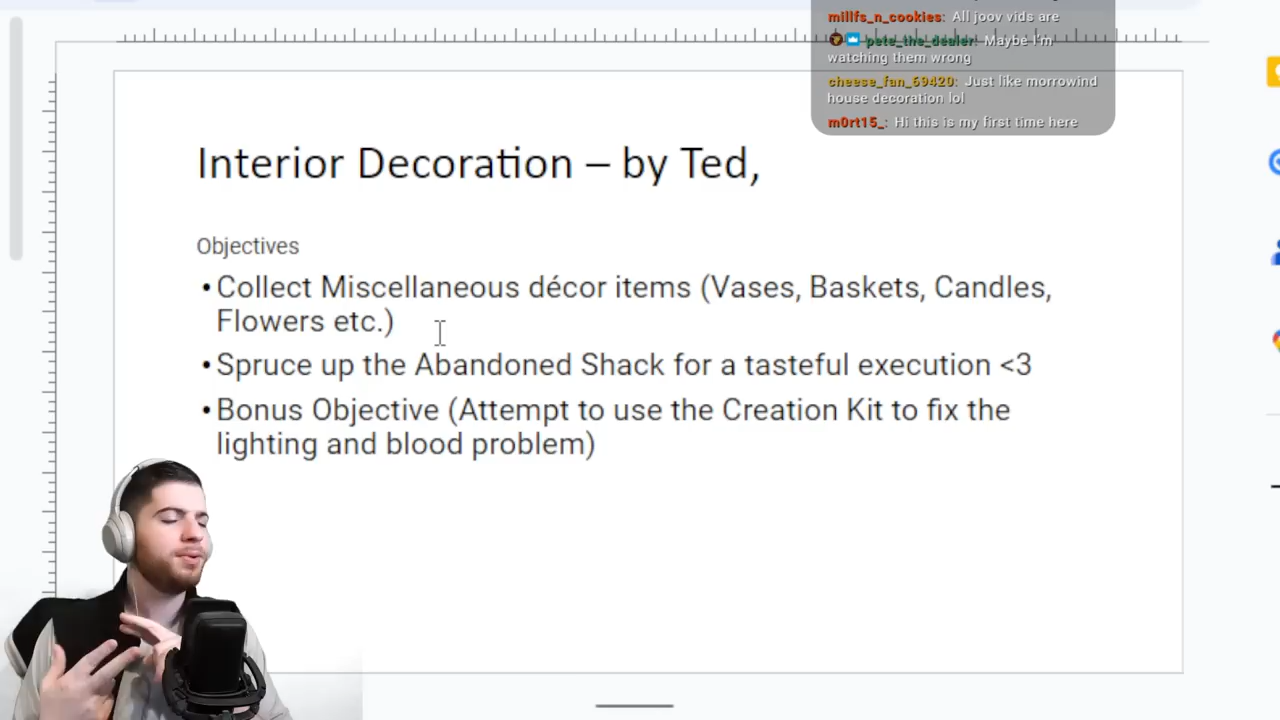 millfs_n_cookies: All joov vids are
pete_the_dealer: Maybe I'm
watching them wrong
cheese_fan_69420: Just like morrowind
house decoration lol
m0rt15_: Hi this is my first time here
Interior Decoration – by Ted,
Objectives
•Collect Miscellaneous décor items (Vases, Baskets, Candles,
Flowers etc.)
•Spruce up the Abandoned Shack for a tasteful execution <3
•Bonus Objective (Attempt to use the Creation Kit to fix the
lighting and blood problem)